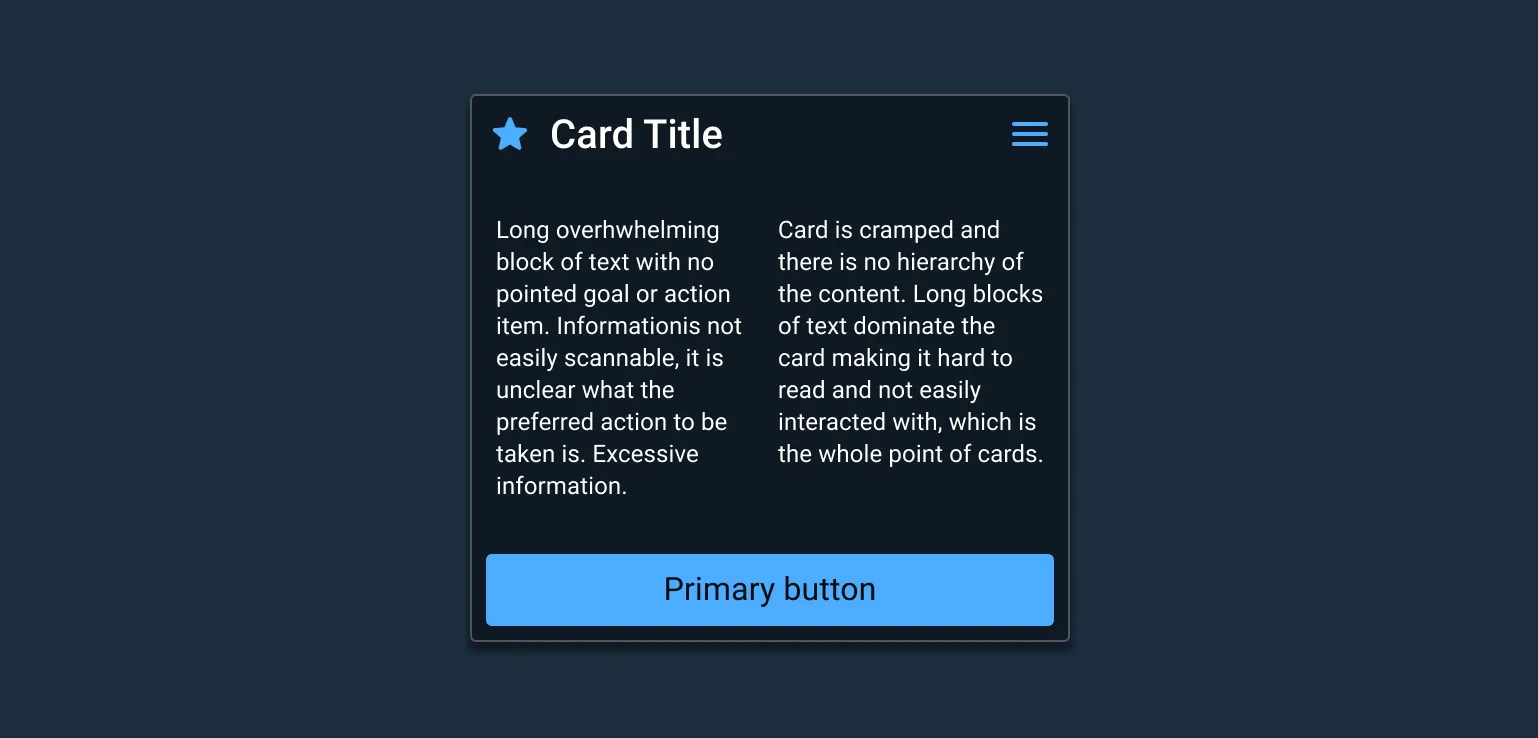 Card Title
Long overhwhelming
block of text with no
pointed goal or action
item. Informationis not
easily scannable, it is
unclear what the
preferred action to be
taken is. Excessive
information.
Card is cramped and
there is no hierarchy of
the content. Long blocks
of text dominate the
card making it hard to
read and not easily
interacted with, which is
the whole point of cards.
Primary button